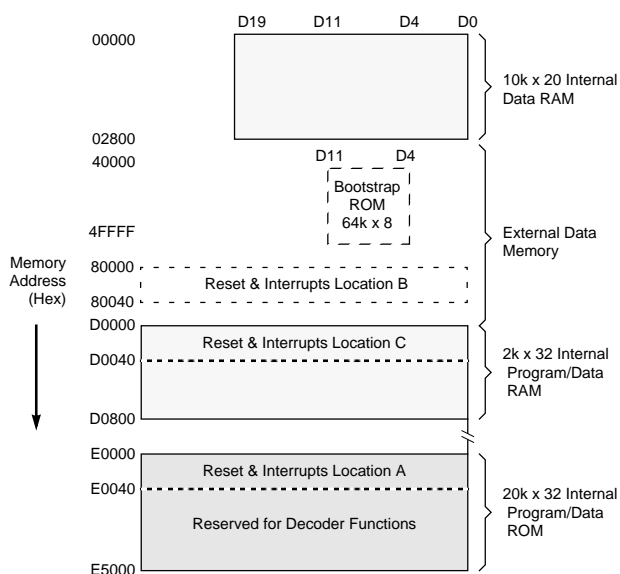 D19 D11 D4 D0
00000
10k x 20 Internal
Data RAM
02800
40000
D11 D4
Bootstrap
ROM
64k x 8
4FFFF
External Data
Memory
Memory
Address
(Hex)
80000
Reset & Interrupts Location B
80040
D0000
Reset & Interrupts Location C
D0040
2k x 32 Internal
Program/Data
RAM
D0800
E0000
Reset & Interrupts Location A
E0040
Reserved for Decoder Functions
20k x 32 Internal
Program/Data
ROM
E5000